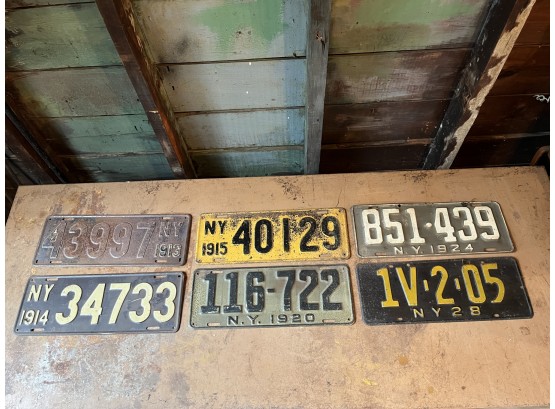 13997 NY 1913
NY 1915 40129
851-439
N.Y. 1924
NY 1914 34733
116-722
N.Y. 1920
1V-2-05
NY 28